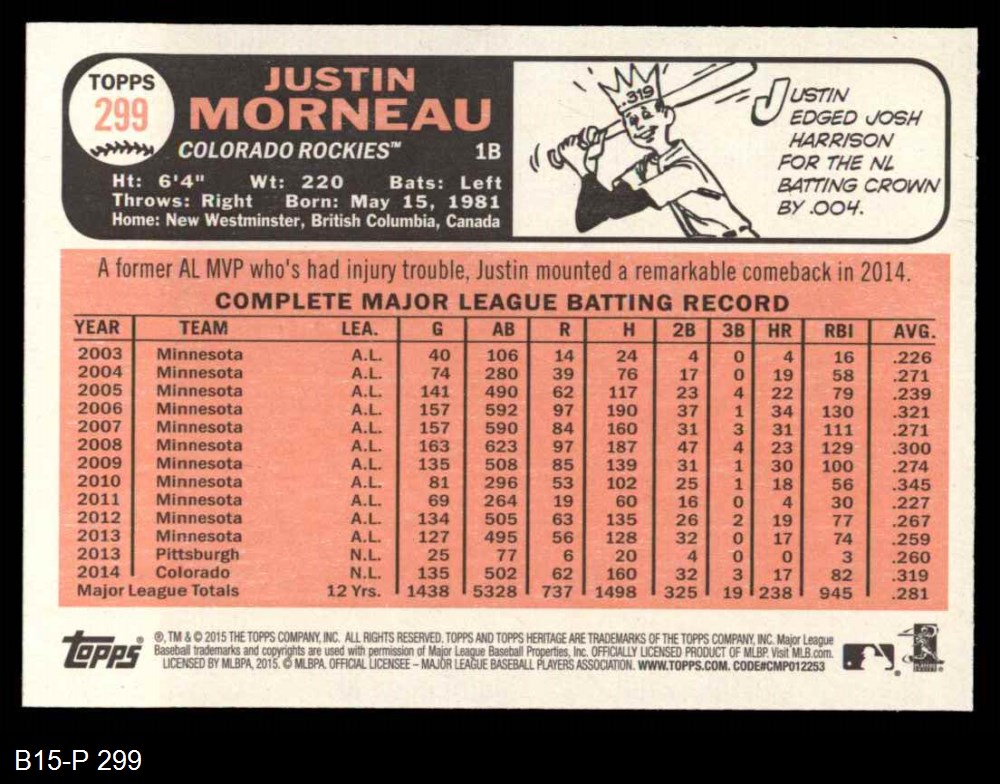 TOPPS
299
JUSTIN
MORNEAU
COLORADO ROCKIES™ 1B
Ht: 6'4" Wt: 220 Bats: Left
Throws: Right Born: May 15, 1981
Home: New Westminster, British Columbia, Canada
.319
JUSTIN
EDGED JOSH
HARRISON
FOR THE NL
BATTING CROWN
BY .004.
A former AL MVP who's had injury trouble, Justin mounted a remarkable comeback in 2014.
COMPLETE MAJOR LEAGUE BATTING RECORD
YEAR TEAM LEA. G AB R H 2B 3B HR RBI AVG.
2003 Minnesota A.L. 40 106 14 24 4 0 4 16 .226
2004 Minnesota A.L. 74 280 39 76 17 0 19 58 .271
2005 Minnesota A.L. 141 490 62 117 23 4 22 79 .239
2006 Minnesota A.L. 157 592 97 190 37 1 34 130 .321
2007 Minnesota A.L. 157 590 84 160 31 3 31 111 .271
2008 Minnesota A.L. 163 623 97 187 47 4 23 129 .300
2009 Minnesota A.L. 135 508 85 139 31 1 30 100 .274
2010 Minnesota A.L. 81 296 53 102 25 1 18 56 .345
2011 Minnesota A.L. 69 264 19 60 16 0 4 30 .227
2012 Minnesota A.L. 134 505 63 135 26 2 19 77 .267
2013 Minnesota A.L. 127 495 56 128 32 0 17 74 .259
2013 Pittsburgh N.L. 25 77 6 20 4 0 0 3 .260
2014 Colorado N.L. 135 502 62 160 32 3 17 82 .319
Major League Totals 12 Yrs. 1438 5328 737 1498 325 19 238 945 .281
Topps®
®, TM & © 2015 THE TOPPS COMPANY, INC. ALL RIGHTS RESERVED. TOPPS AND TOPPS HERITAGE ARE TRADEMARKS OF THE TOPPS COMPANY, INC. Major League
Baseball trademarks and copyrights are used with permission of Major League Baseball Properties, Inc. OFFICIALLY LICENSED PRODUCT OF MLBP. Visit MLB.com.
LICENSED BY MLBPA, 2015. © MLBPA. OFFICIAL LICENSEE – MAJOR LEAGUE BASEBALL PLAYERS ASSOCIATION. WWW.TOPPS.COM. CODE#CMP012253
B15-P 299